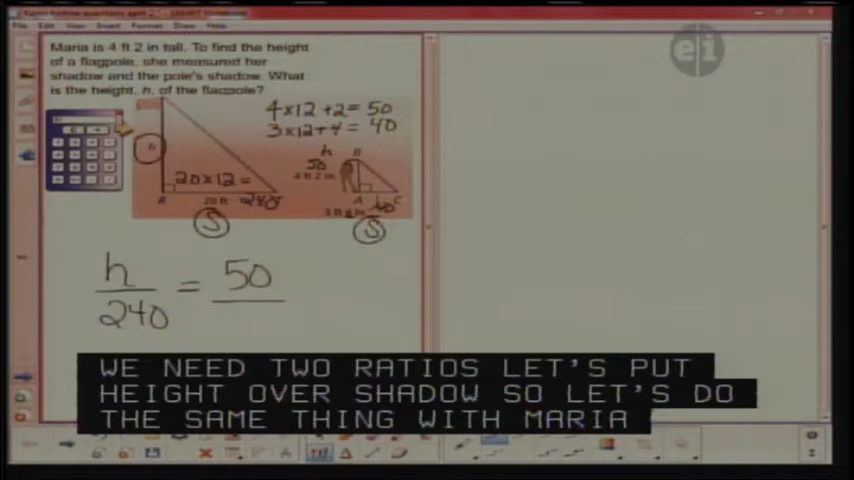 Maria is 4 ft 2 in tall. To find the height
of a flagpole, she measured her
shadow and the pole's shadow. What
is the height, h, of the flagpole?
ei
4×12+2=50
3×12+4=40
h
h
B
50
4 ft 2 in
20×12=
240
R
20 ft
A
C
40
3 ft
in
S
S
h
240
=
50
WE NEED TWO RATIOS LET'S PUT
HEIGHT OVER SHADOW SO LET'S DO
THE SAME THING WITH MARIA